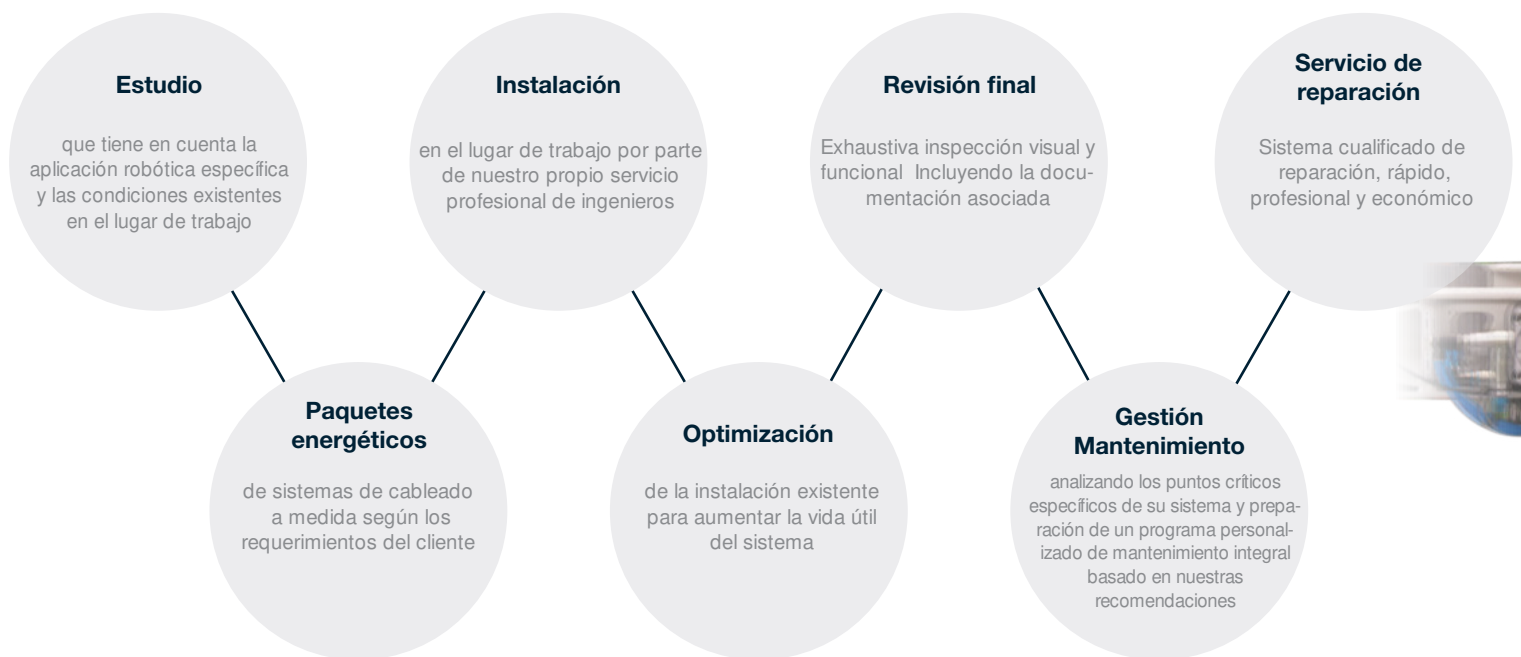 Estudio
que tiene en cuenta la
aplicación robótica específica
y las condiciones existentes
en el lugar de trabajo
Paquetes
energéticos
de sistemas de cableado
a medida según los
requerimientos del cliente
Instalación
en el lugar de trabajo por parte
de nuestro propio servicio
profesional de ingenieros
Optimización
de la instalación existente
para aumentar la vida útil
del sistema
Revisión final
Exhaustiva inspección visual y
funcional  Incluyendo la docu-
mentación asociada
Gestión
Mantenimiento
analizando los puntos críticos
específicos de su sistema y prepa-
ración de un programa personal-
izado de mantenimiento integral
basado en nuestras
recomendaciones
Servicio de
reparación
Sistema cualificado de
reparación, rápido,
profesional y económico